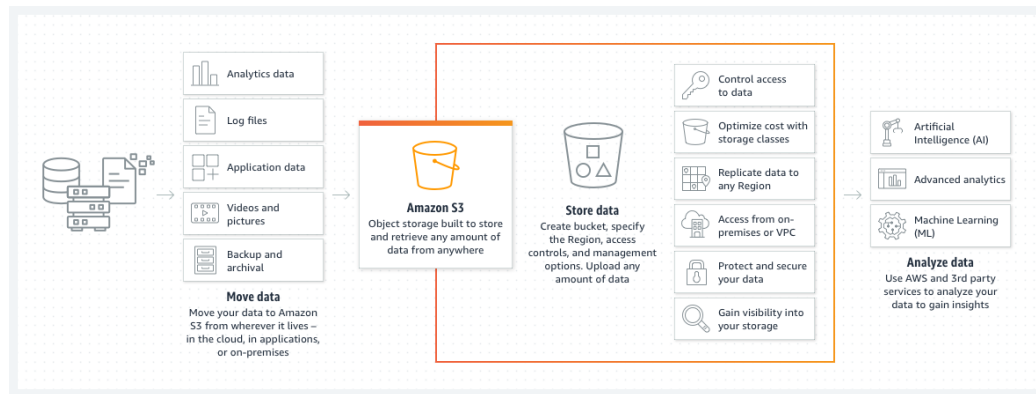 Analytics data
Log files
Application data
Videos and
pictures
Backup and
archival
Move data
Move your data to Amazon
S3 from wherever it lives –
in the cloud, in applications,
or on-premises
Amazon S3
Object storage built to store
and retrieve any amount of
data from anywhere
Store data
Create bucket, specify
the Region, access
controls, and management
options. Upload any
amount of data
Control access
to data
Optimize cost with
storage classes
Replicate data to
any Region
Access from on-
premises or VPC
Protect and secure
your data
Gain visibility into
your storage
Artificial
Intelligence (AI)
Advanced analytics
Machine Learning
(ML)
Analyze data
Use AWS and 3rd party
services to analyze your
data to gain insights